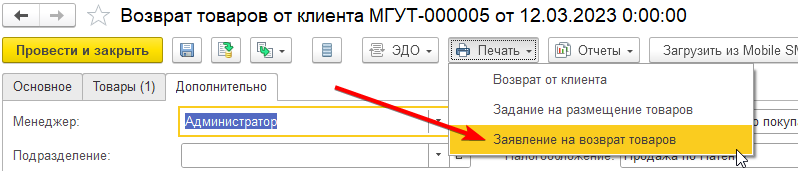 Возврат товаров от клиента МГУТ-000005 от 12.03.2023 0:00:00
Провести и закрыть ЭДО Печать Отчеты Загрузить из Mobile SM
Основное Товары (1) Дополнительно
Возврат от клиента
Задание на размещение товаров
Менеджер: Администратор
Заявление на возврат товаров
Подразделение: Налогообложение: Продажа по